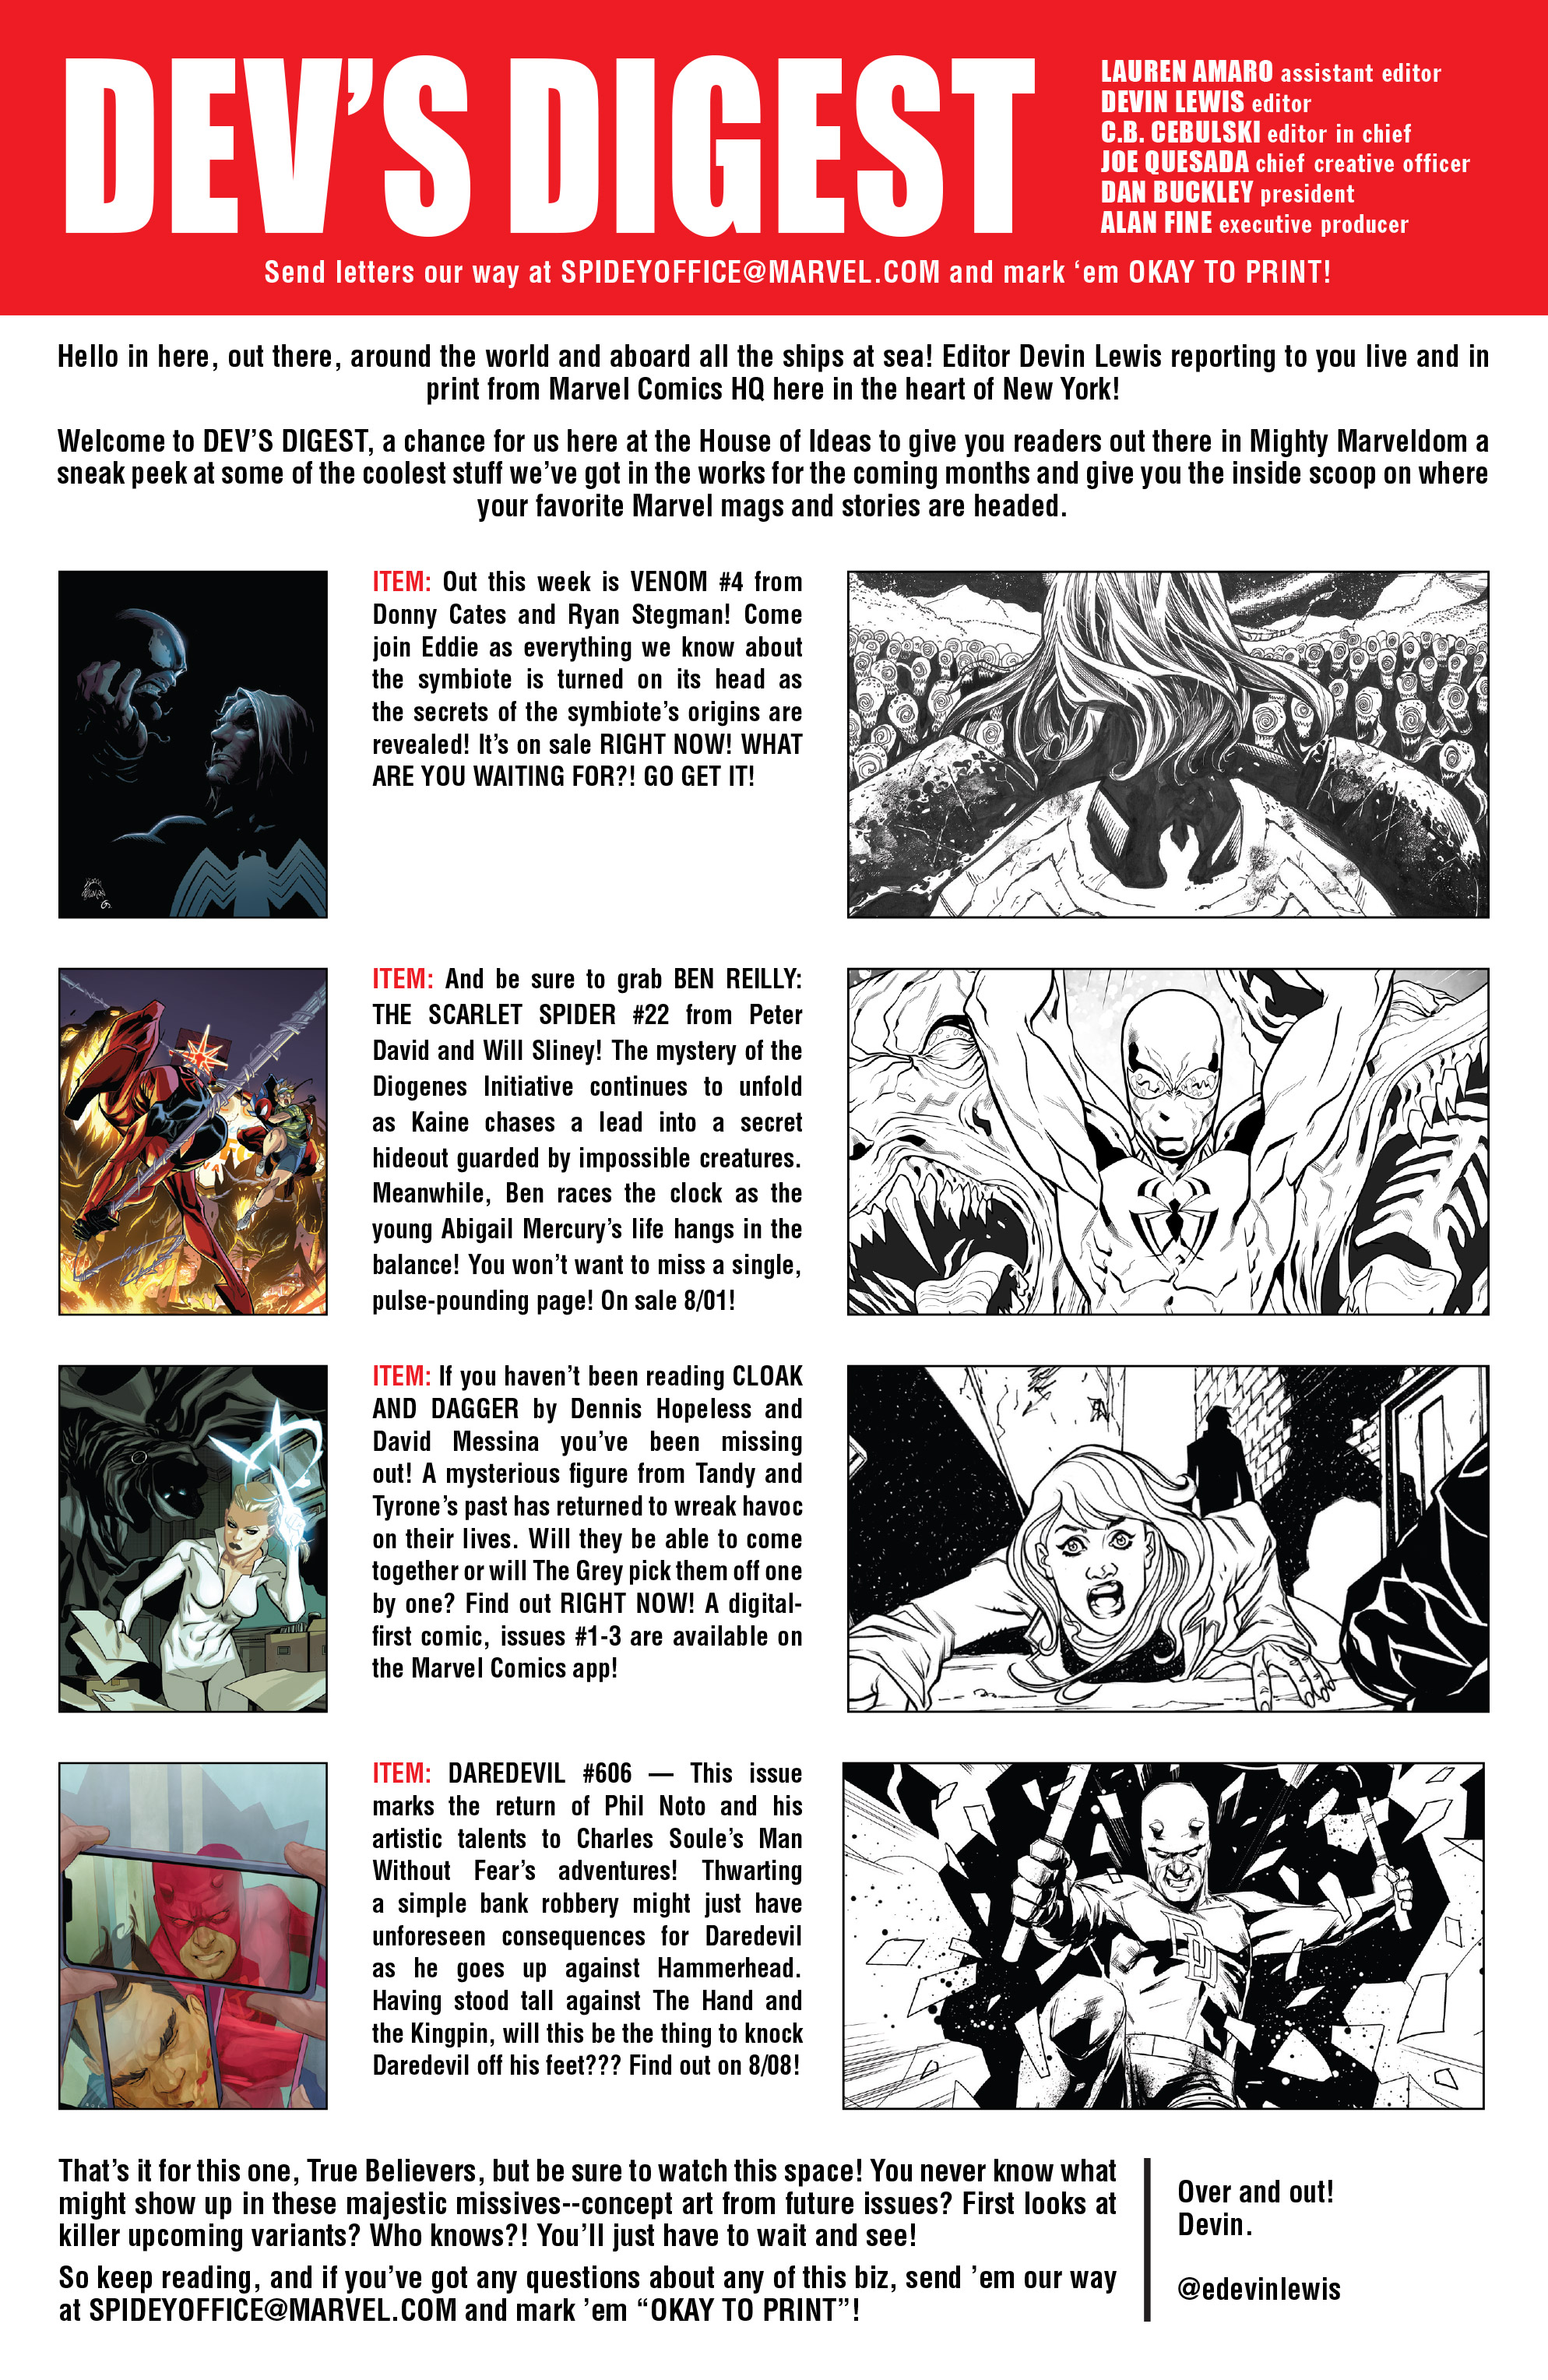 DEV’S DIGEST
LAUREN AMARO assistant editor
DEVIN LEWIS editor
C.B. CEBULSKI editor in chief
JOE QUESADA chief creative officer
DAN BUCKLEY president
ALAN FINE executive producer
Send letters our way at SPIDEYOFFICE@MARVEL.COM and mark ‘em OKAY TO PRINT!
Hello in here, out there, around the world and aboard all the ships at sea! Editor Devin Lewis reporting to you live and in
print from Marvel Comics HQ here in the heart of New York!
Welcome to DEV’S DIGEST, a chance for us here at the House of Ideas to give you readers out there in Mighty Marveldom a
sneak peek at some of the coolest stuff we’ve got in the works for the coming months and give you the inside scoop on where
your favorite Marvel mags and stories are headed.
ITEM: Out this week is VENOM #4 from
Donny Cates and Ryan Stegman! Come
join Eddie as everything we know about
the symbiote is turned on its head as
the secrets of the symbiote’s origins are
revealed! It’s on sale RIGHT NOW! WHAT
ARE YOU WAITING FOR?! GO GET IT!
ITEM: And be sure to grab BEN REILLY:
THE SCARLET SPIDER #22 from Peter
David and Will Sliney! The mystery of the
Diogenes Initiative continues to unfold
as Kaine chases a lead into a secret
hideout guarded by impossible creatures.
Meanwhile, Ben races the clock as the
young Abigail Mercury’s life hangs in the
balance! You won’t want to miss a single,
pulse-pounding page! On sale 8/01!
ITEM: If you haven’t been reading CLOAK
AND DAGGER by Dennis Hopeless and
David Messina you’ve been missing
out! A mysterious figure from Tandy and
Tyrone’s past has returned to wreak havoc
on their lives. Will they be able to come
together or will The Grey pick them off one
by one? Find out RIGHT NOW! A digital-
first comic, issues #1-3 are available on
the Marvel Comics app!
ITEM: DAREDEVIL #606 — This issue
marks the return of Phil Noto and his
artistic talents to Charles Soule’s Man
Without Fear’s adventures! Thwarting
a simple bank robbery might just have
unforeseen consequences for Daredevil
as he goes up against Hammerhead.
Having stood tall against The Hand and
the Kingpin, will this be the thing to knock
Daredevil off his feet??? Find out on 8/08!
DD
That’s it for this one, True Believers, but be sure to watch this space! You never know what
might show up in these majestic missives--concept art from future issues? First looks at
killer upcoming variants? Who knows?! You’ll just have to wait and see!
So keep reading, and if you’ve got any questions about any of this biz, send ’em our way
at SPIDEYOFFICE@MARVEL.COM and mark ’em “OKAY TO PRINT”!
Over and out!
Devin.
@edevinlewis